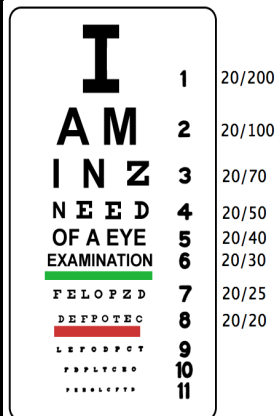 I 1 20/200
A M 2 20/100
I N Z 3 20/70
N E E D 4 20/50
OF A EYE 5 20/40
EXAMINATION 6 20/30
F E L O P Z D 7 20/25
D E F P O T E C 8 20/20
L E F O D P C T 9
F D P L T C E O 10
P E Z O L C F T D 11